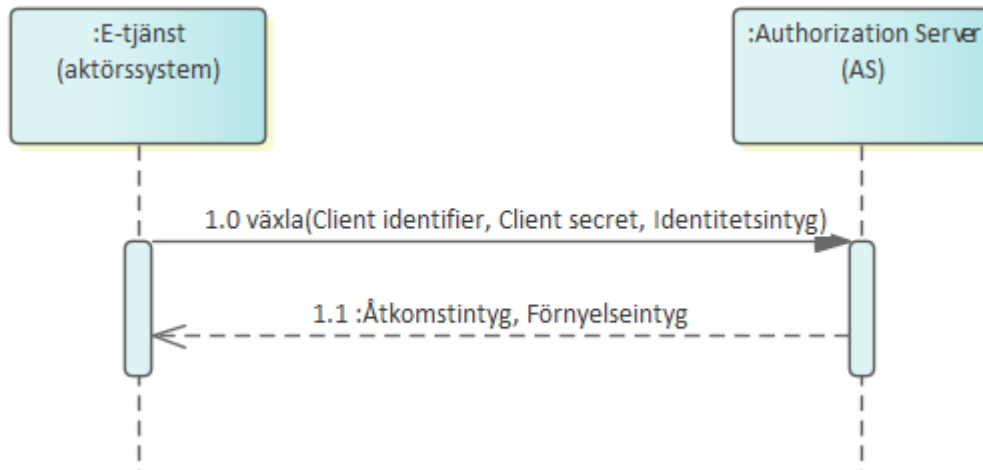 :E-tjänst
(aktörssystem)
:Authorization Server
(AS)
1.0 växla(Client identifier, Client secret, Identitetsintyg)
1.1 :Åtkomstintyg, Förnyelseintyg